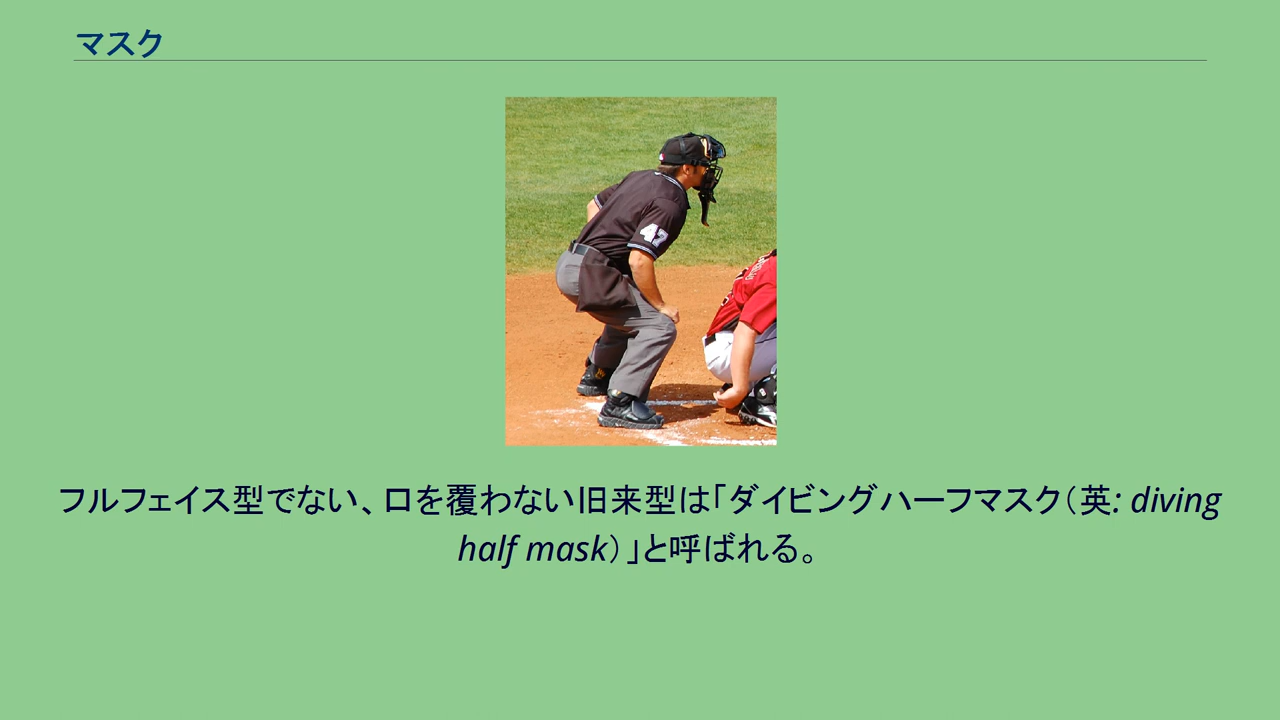 マスク
47
フルフェイス型でない、口を覆わない旧来型は「ダイビングハーフマスク（英: diving
half mask）」と呼ばれる。